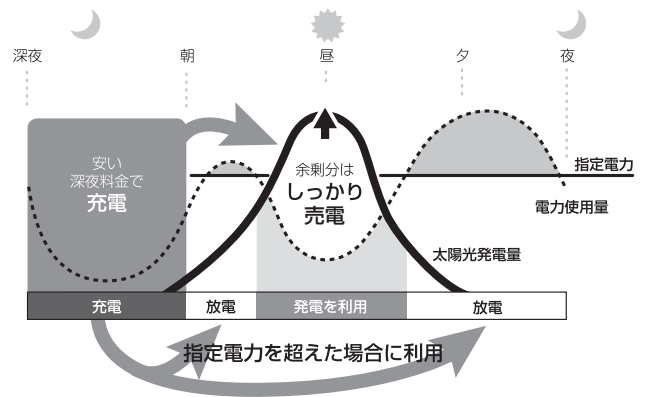 深夜
朝
昼
夕
夜
安い
深夜料金で
充電
余剰分は
しっかり
売電
指定電力
電力使用量
太陽光発電量
充電
放電
発電を利用
放電
指定電力を超えた場合に利用